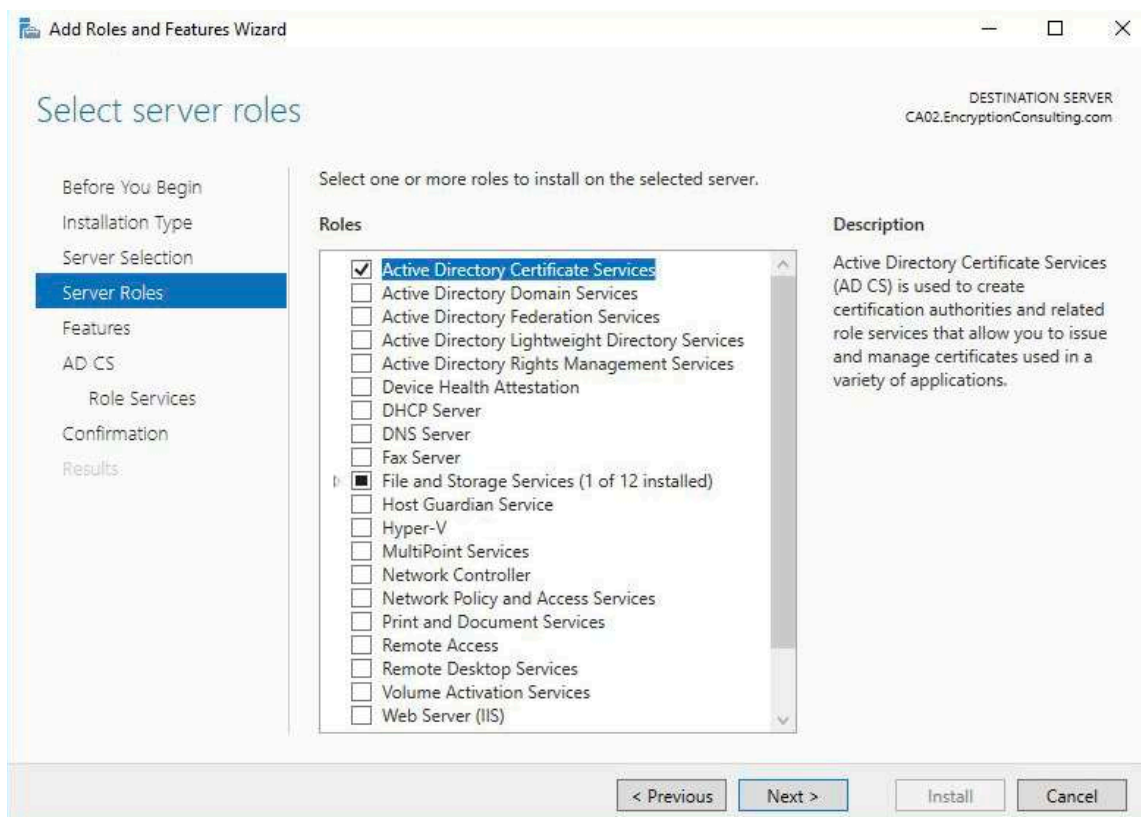 Add Roles and Features Wizard
Select server roles
DESTINATION SERVER
CA02.EncryptionConsulting.com
Before You Begin
Installation Type
Server Selection
Server Roles
Features
AD CS
Role Services
Confirmation
Results
Select one or more roles to install on the selected server.
Roles
Active Directory Certificate Services
Active Directory Domain Services
Active Directory Federation Services
Active Directory Lightweight Directory Services
Active Directory Rights Management Services
Device Health Attestation
DHCP Server
DNS Server
Fax Server
File and Storage Services (1 of 12 installed)
Host Guardian Service
Hyper-V
MultiPoint Services
Network Controller
Network Policy and Access Services
Print and Document Services
Remote Access
Remote Desktop Services
Volume Activation Services
Web Server (IIS)
Description
Active Directory Certificate Services
(AD CS) is used to create
certification authorities and related
role services that allow you to issue
and manage certificates used in a
variety of applications.
< Previous
Next >
Install
Cancel